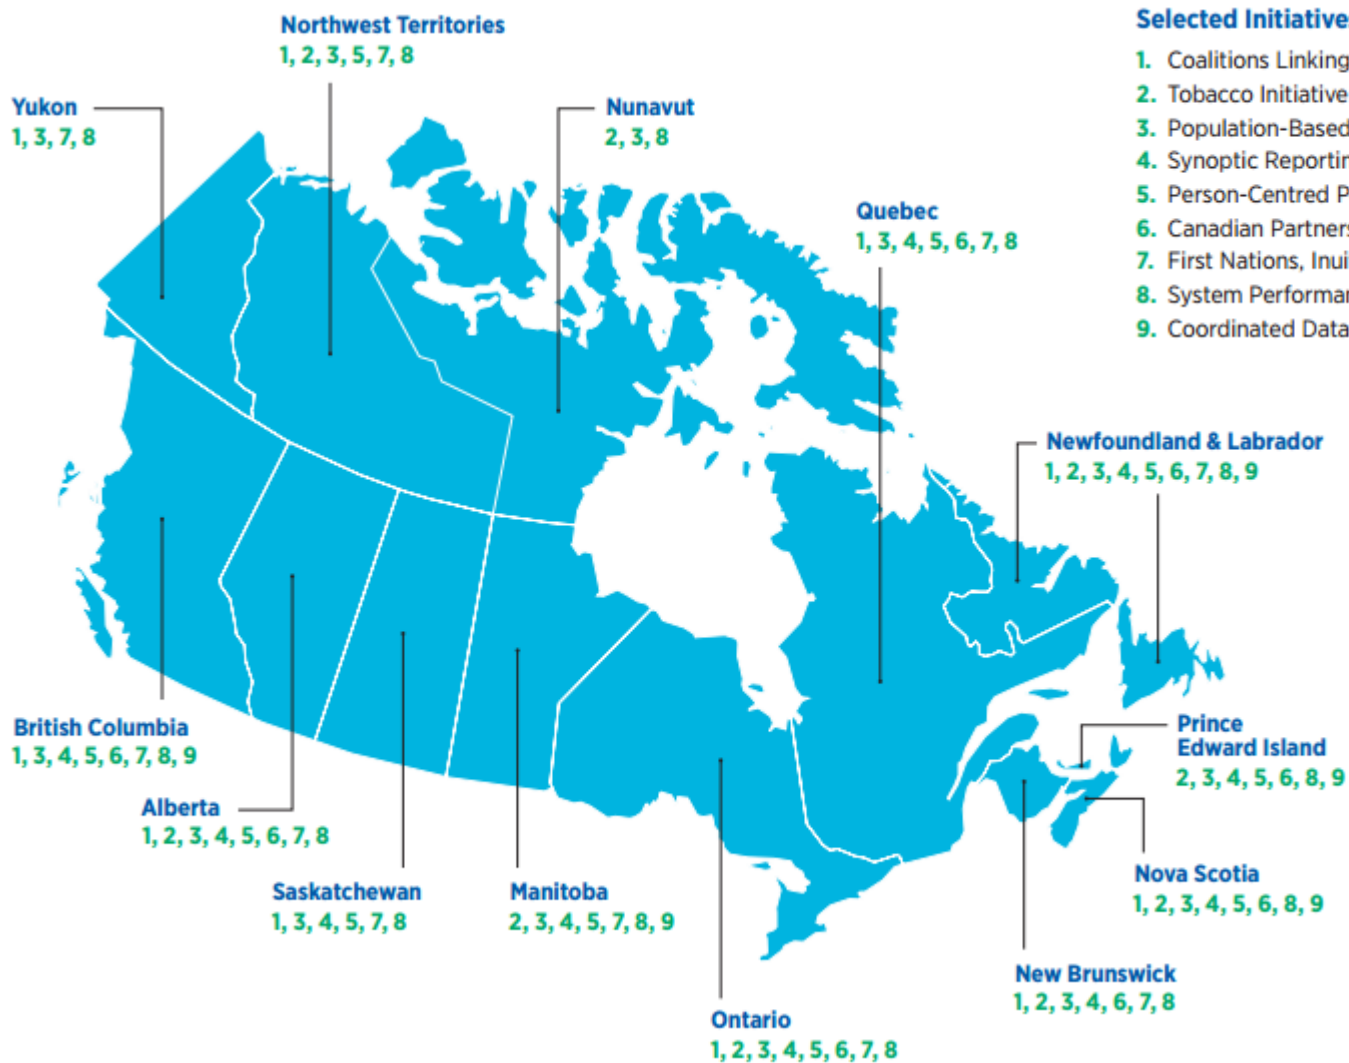 Northwest Territories
1, 2, 3, 5, 7, 8
Yukon
1, 3, 7, 8
Nunavut
2, 3, 8
Quebec
1, 3, 4, 5, 6, 7, 8
Selected
1. Coalitions Linking
2. Tobacco Initiative
3. Population-Based
4. Synoptic
5. Person-Centred
6. Canadian
7. First Nations,
8. System
9. Coordinated Data
Newfoundland & Labrador
1, 2, 3, 4, 5, 6, 7, 8, 9
British Columbia
1, 3, 4, 5, 6, 7, 8, 9
Alberta
1, 2, 3, 4, 5, 6, 7, 8
Saskatchewan
1, 3, 4, 5, 7, 8
Manitoba
2, 3, 4, 5, 7, 8, 9
Ontario
1, 2, 3, 4, 5, 6, 7, 8
Prince
Edward Island
2, 3, 4, 5, 6, 8, 9
Nova Scotia
1, 2, 3, 4, 5, 6, 8, 9
New Brunswick
1, 2, 3, 4, 6, 7, 8